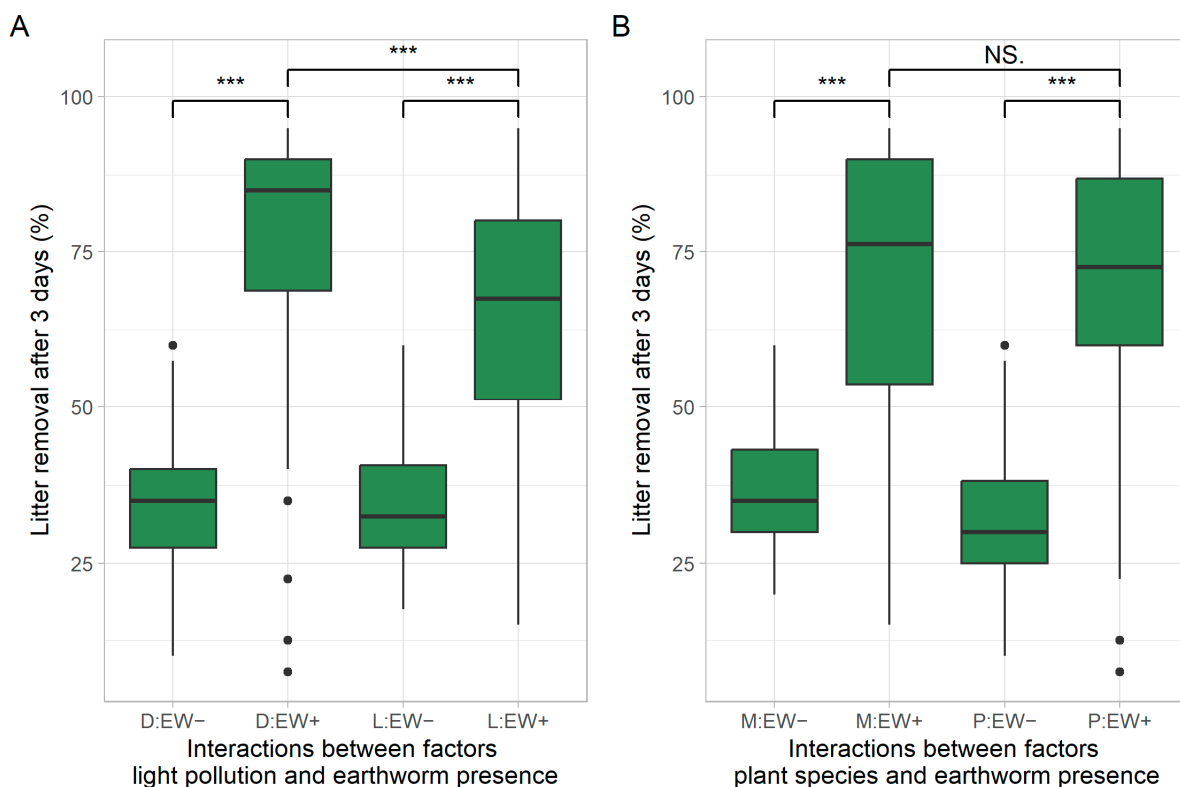 A
Litter removal after 3 days (%)
100
75
50
25
***
***
***
D:EW−
D:EW+
L:EW−
L:EW+
Interactions between factors
light pollution and earthworm presence
B
Litter removal after 3 days (%)
100
75
50
25
NS.
***
***
M:EW−
M:EW+
P:EW−
P:EW+
Interactions between factors
plant species and earthworm presence